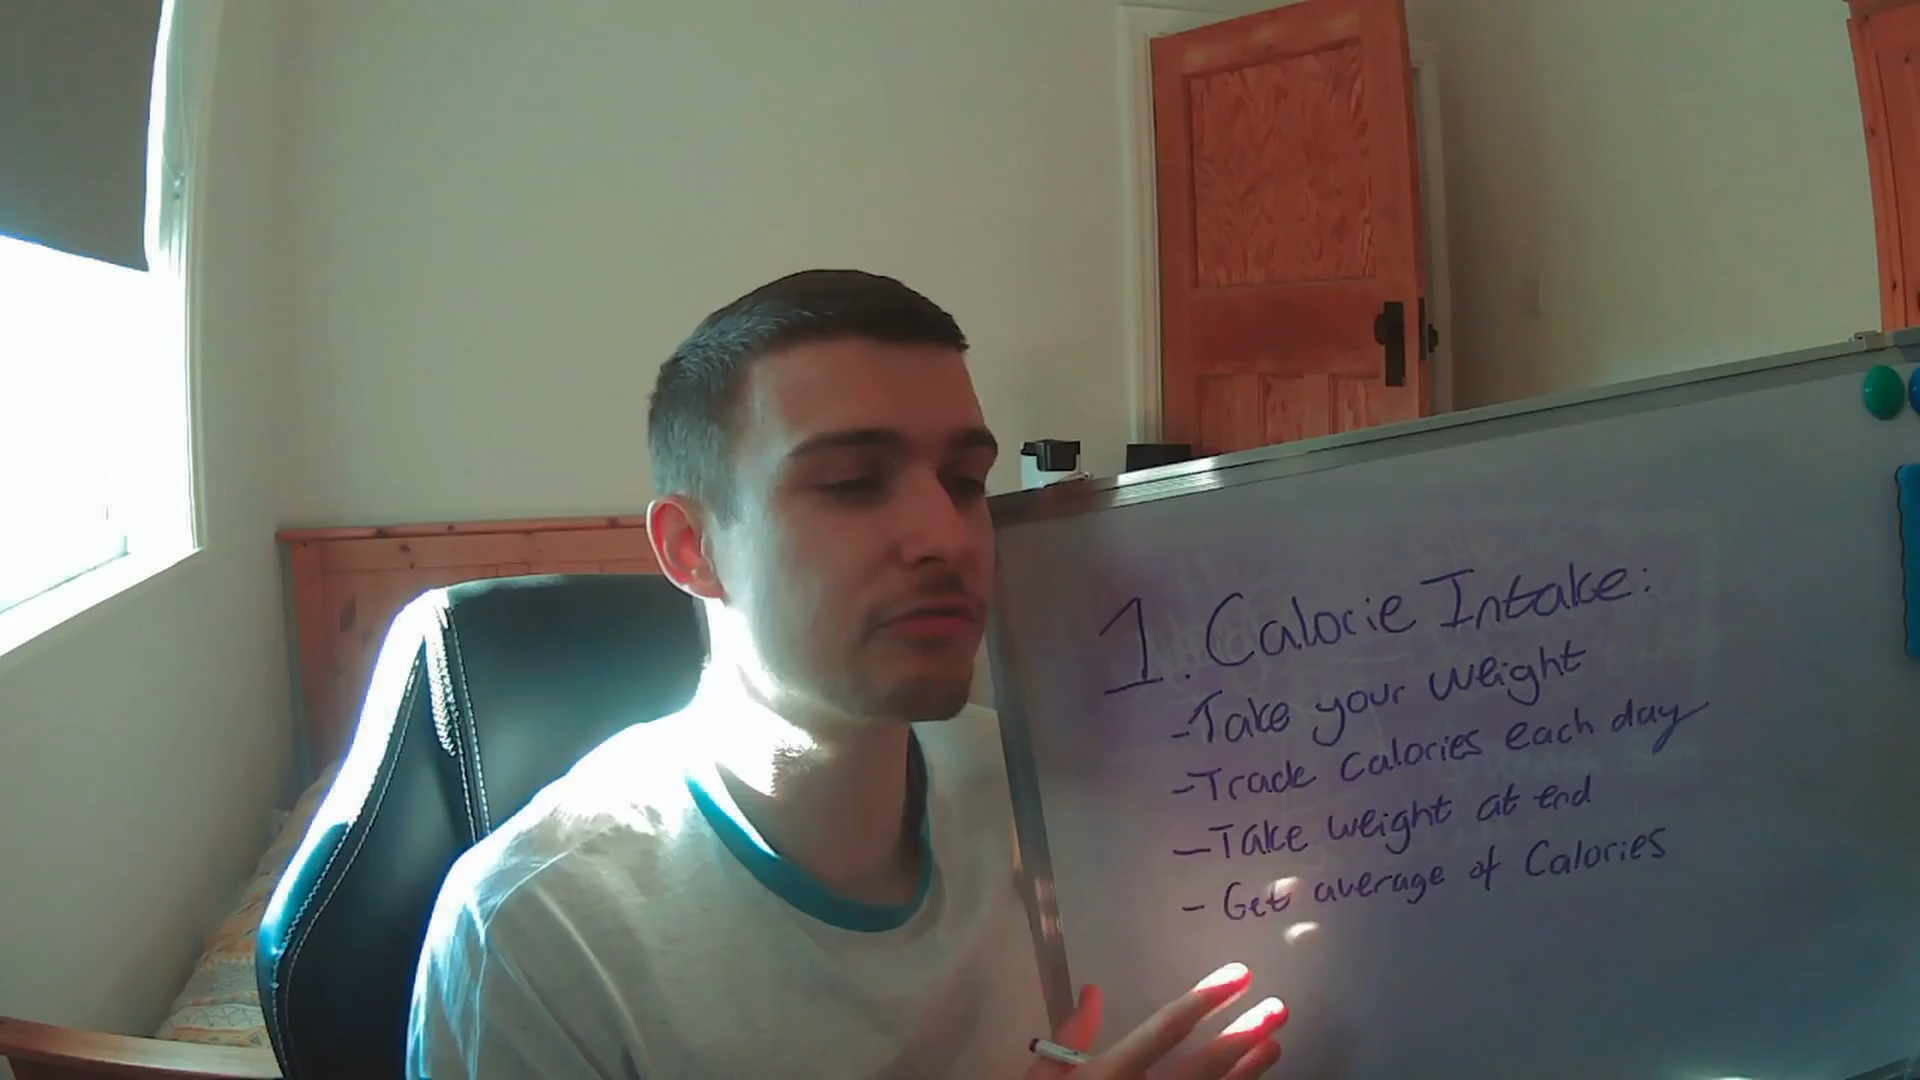 1. Calorie Intake:
- Take your weight
- Track Calories each day
- Take weight at end
- Get average of Calories